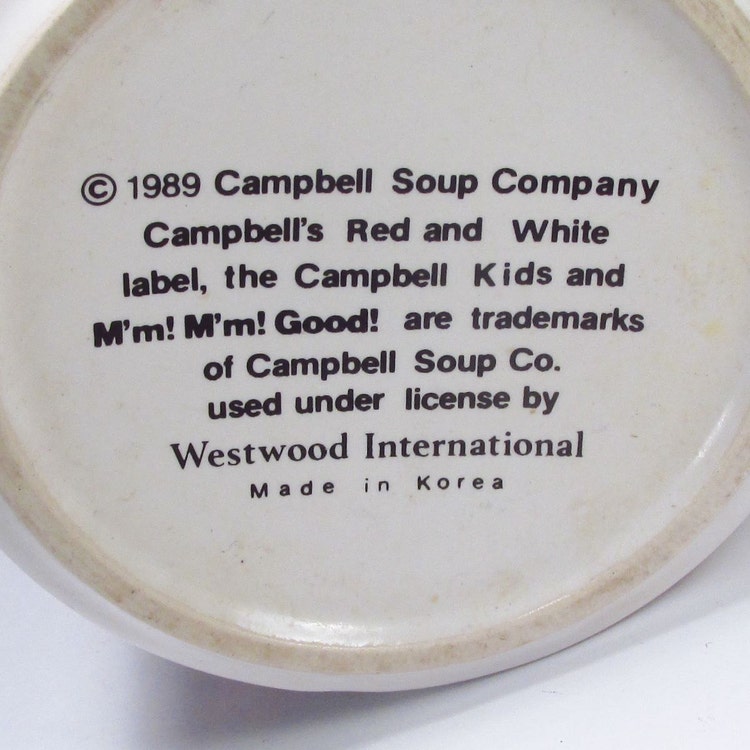 © 1989 Campbell Soup Company
Campbell's Red and White
label, the Campbell Kids and
M'm! M'm! Good! are trademarks
of Campbell Soup Co.
used under license by
Westwood International
Made in Korea